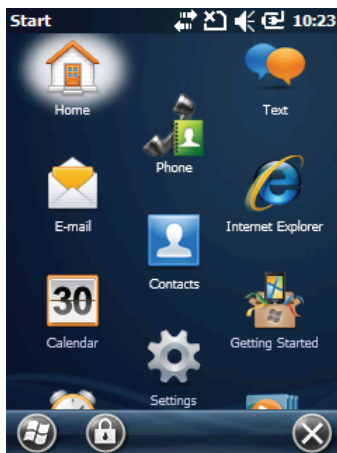 Start 10:23
Home
Text
Phone
E-mail
Internet Explorer
Contacts
30
Calendar
Getting Started
Settings